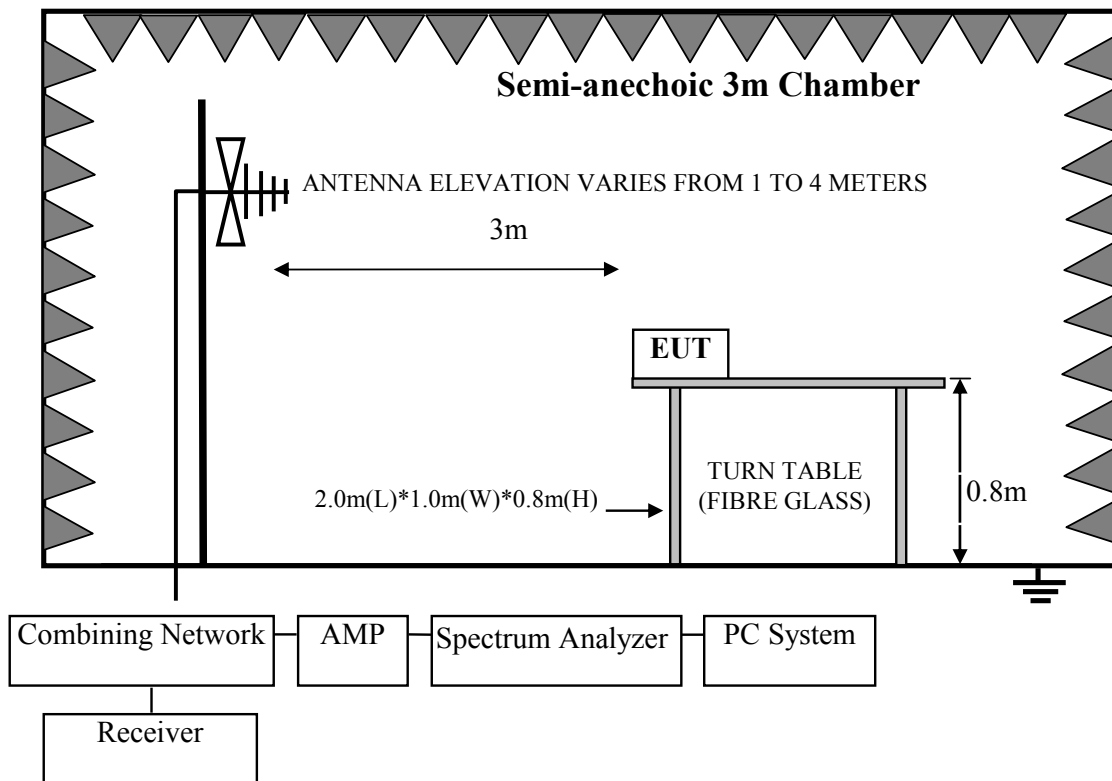 Semi-anechoic 3m Chamber
ANTENNA ELEVATION VARIES FROM 1 TO 4 METERS
3m
EUT
TURN TABLE
(FIBRE GLASS)
2.0m(L)*1.0m(W)*0.8m(H)
0.8m
Combining Network
AMP
Spectrum Analyzer
PC System
Receiver